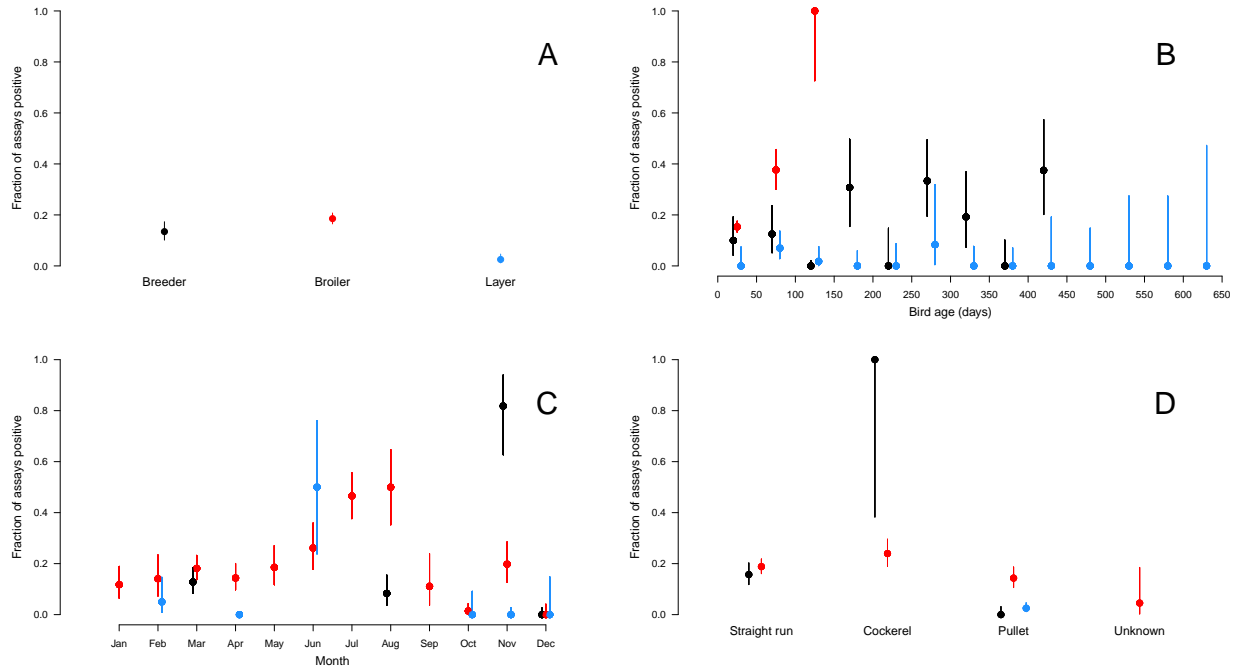 A
Fraction of assays positive
1.0
0.8
0.6
0.4
0.2
0.0
Breeder Broiler Layer
B
Fraction of assays positive
1.0
0.8
0.6
0.4
0.2
0.0
0 50 100 150 200 250 300 350 400 450 500 550 600 650
Bird age (days)
C
Fraction of assays positive
1.0
0.8
0.6
0.4
0.2
0.0
Jan Feb Mar Apr May Jun Jul Aug Sep Oct Nov Dec
Month
D
Fraction of assays positive
1.0
0.8
0.6
0.4
0.2
0.0
Straight run Cockerel Pullet Unknown